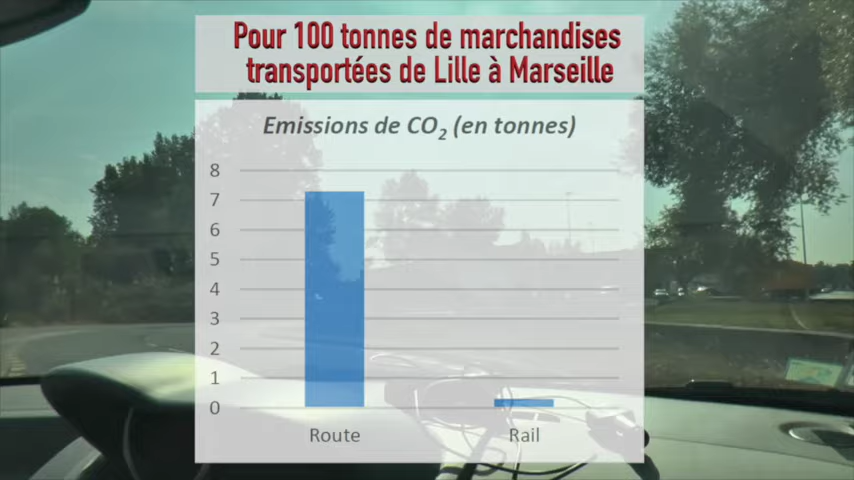 Pour 100 tonnes de marchandises
transportées de Lille à Marseille
Emissions de CO₂ (en tonnes)
8
7
6
5
4
3
2
1
0
Route
Rail